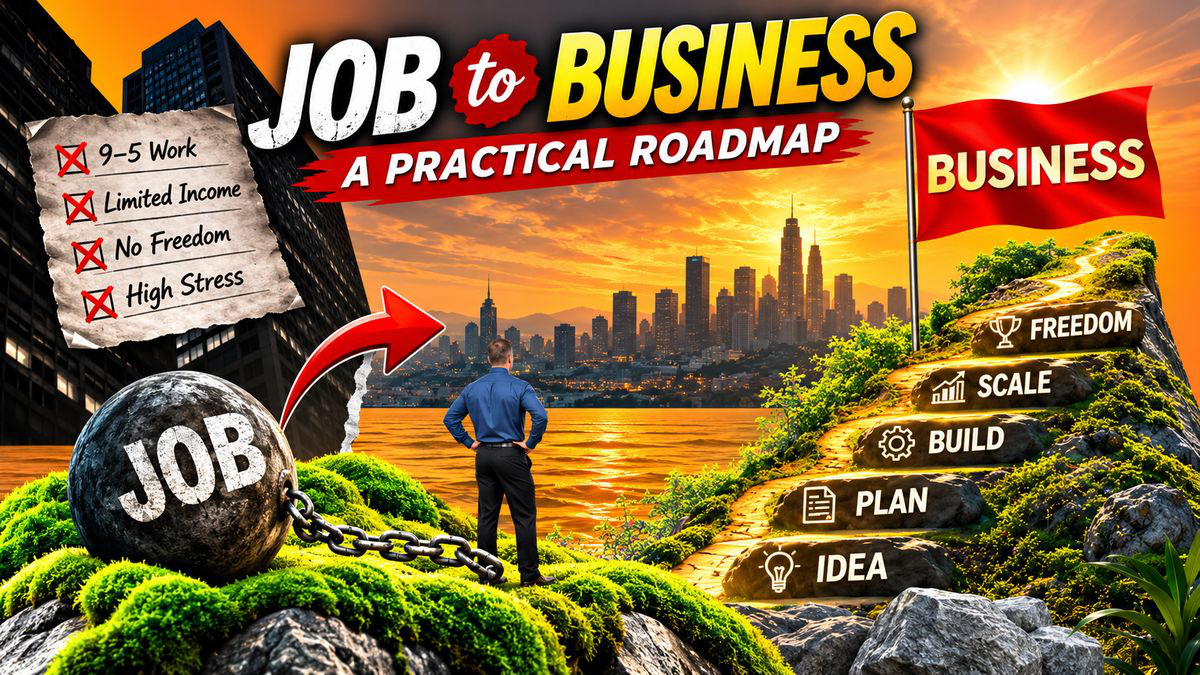 JOB to BUSINESS
A PRACTICAL ROADMAP
9–5 Work
Limited Income
No Freedom
High Stress
JOB
BUSINESS
FREEDOM
SCALE
BUILD
PLAN
IDEA